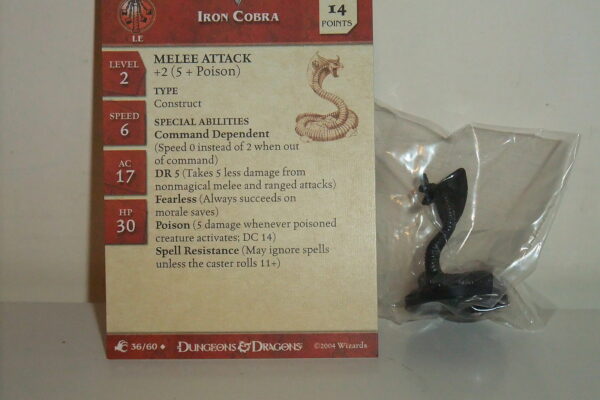 IRON COBRA
14
POINTS
LE
LEVEL
2
SPEED
6
AC
17
HP
30
MELEE ATTACK
+2 (5 + Poison)
TYPE
Construct
SPECIAL ABILITIES
Command Dependent
(Speed 0 instead of 2 when out
of command)
DR 5 (Takes 5 less damage from
nonmagical melee and ranged attacks)
Fearless (Always succeeds on
morale saves)
Poison (5 damage whenever poisoned
creature activates; DC 14)
Spell Resistance (May ignore spells
unless the caster rolls 11+)
36/60 ◆ DUNGEONS & DRAGONS ©2004 Wizards